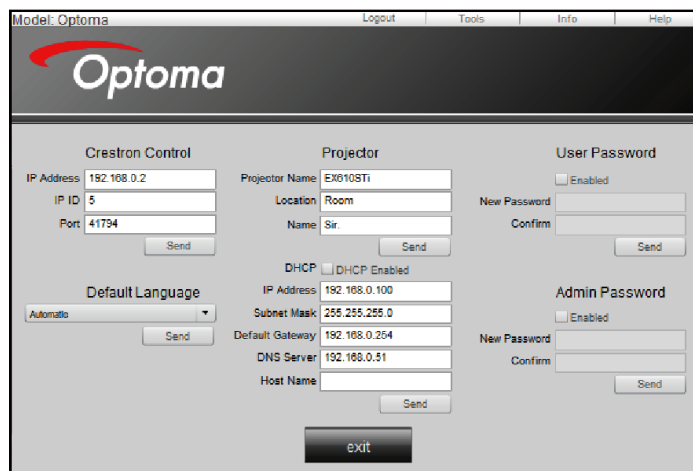 Model: Optoma
Logout Tools Info Help
Optoma
Crestron Control
IP Address 192.168.0.2
IP ID 5
Port 41794
Send
Default Language
Automatic
Send
Projector
Projector Name EX610STi
Location Room
Name Sir.
Send
DHCP DHCP Enabled
IP Address 192.168.0.100
Subnet Mask 255.255.255.0
Default Gateway 192.168.0.254
DNS Server 192.168.0.51
Host Name
Send
User Password
Enabled
New Password
Confirm
Send
Admin Password
Enabled
New Password
Confirm
Send
exit